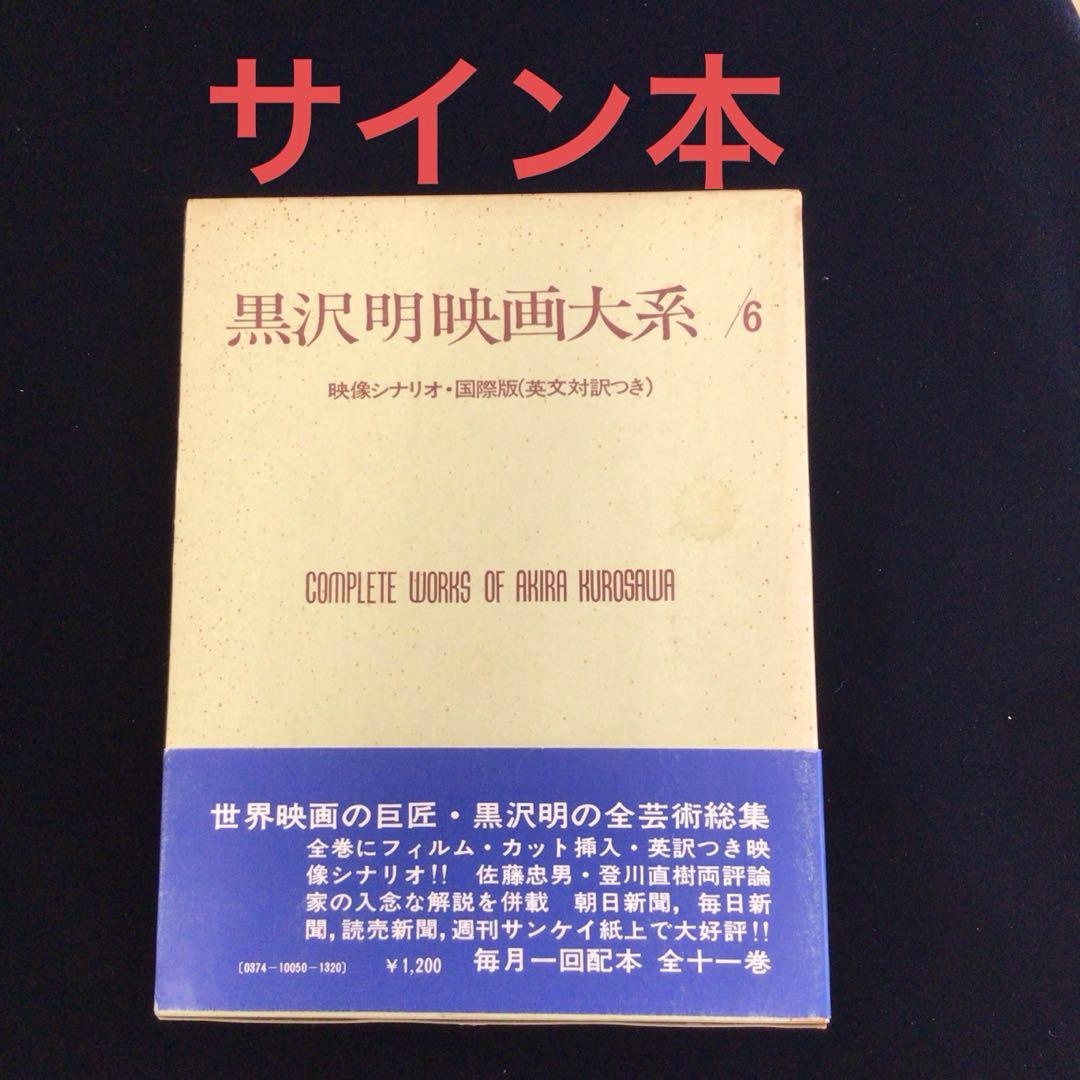 サイン本
黒沢明映画大系 /6
映像シナリオ・国際版(英文対訳つき)
COMPLETE WORKS OF AKIRA KUROSAWA
世界映画の巨匠・黒沢明の全芸術総集
全巻にフィルム・カット挿入・英訳つき映
像シナリオ!! 佐藤忠男・登川直樹両評論
家の入念な解説を併載 朝日新聞, 毎日新
聞, 読売新聞, 週刊サンケイ紙上で大好評!!
〔0374-10050-1320〕 ¥1,200 毎月一回配本 全十一巻